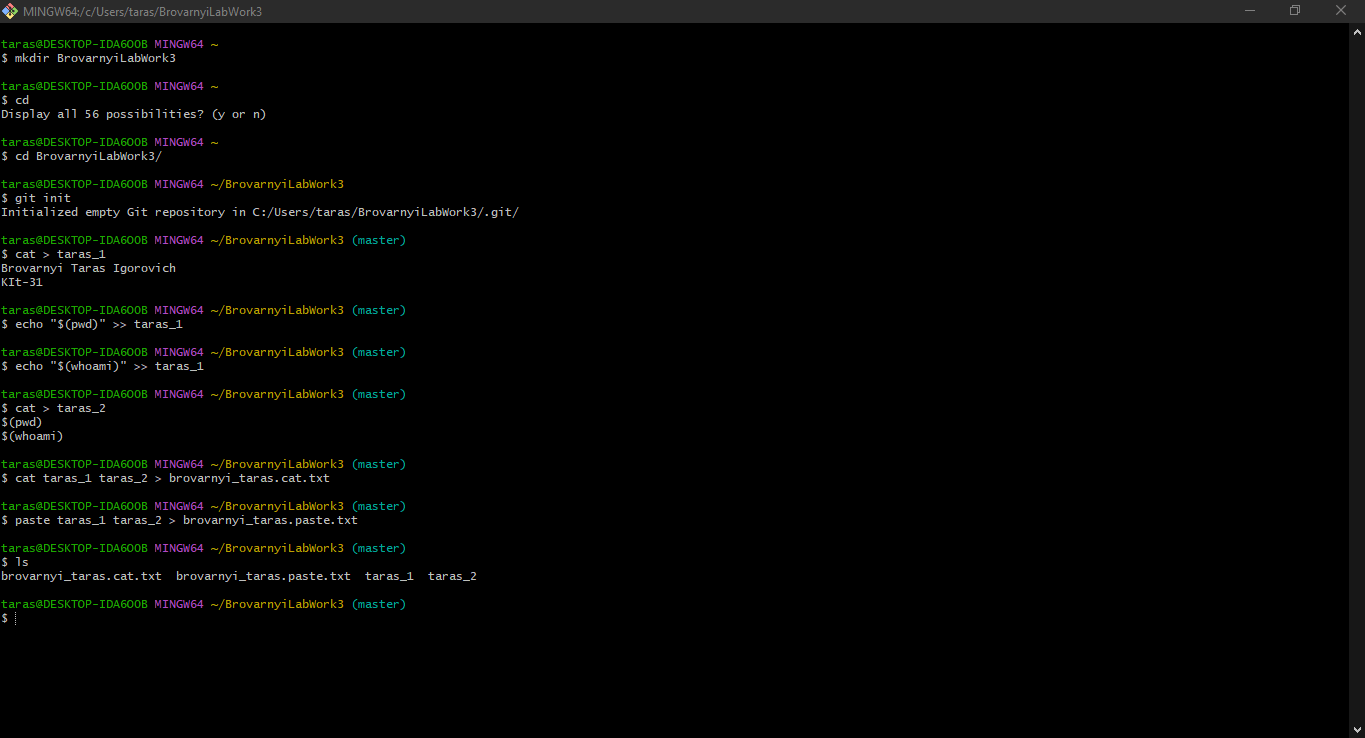 MINGW64:/c/Users/taras/BrovarnyiLabWork3
taras@DESKTOP-IDA6OOB MINGW64 ~
$ mkdir BrovarnyiLabWork3
taras@DESKTOP-IDA6OOB MINGW64 ~
$ cd
Display all 56 possibilities? (y or n)
taras@DESKTOP-IDA6OOB MINGW64 ~
$ cd BrovarnyiLabWork3/
taras@DESKTOP-IDA6OOB MINGW64 ~/BrovarnyiLabWork3
$ git init
Initialized empty Git repository in C:/Users/taras/BrovarnyiLabWork3/.git/
taras@DESKTOP-IDA6OOB MINGW64 ~/BrovarnyiLabWork3 (master)
$ cat > taras_1
Brovarnyi Taras Igorovich
KIt-31
taras@DESKTOP-IDA6OOB MINGW64 ~/BrovarnyiLabWork3 (master)
$ echo "$(pwd)" >> taras_1
taras@DESKTOP-IDA6OOB MINGW64 ~/BrovarnyiLabWork3 (master)
$ echo "$(whoami)" >> taras_1
taras@DESKTOP-IDA6OOB MINGW64 ~/BrovarnyiLabWork3 (master)
$ cat > taras_2
$(pwd)
$(whoami)
taras@DESKTOP-IDA6OOB MINGW64 ~/BrovarnyiLabWork3 (master)
$ cat taras_1 taras_2 > brovarnyi_taras.cat.txt
taras@DESKTOP-IDA6OOB MINGW64 ~/BrovarnyiLabWork3 (master)
$ paste taras_1 taras_2 > brovarnyi_taras.paste.txt
taras@DESKTOP-IDA6OOB MINGW64 ~/BrovarnyiLabWork3 (master)
$ ls
brovarnyi_taras.cat.txt  brovarnyi_taras.paste.txt  taras_1  taras_2
taras@DESKTOP-IDA6OOB MINGW64 ~/BrovarnyiLabWork3 (master)
$